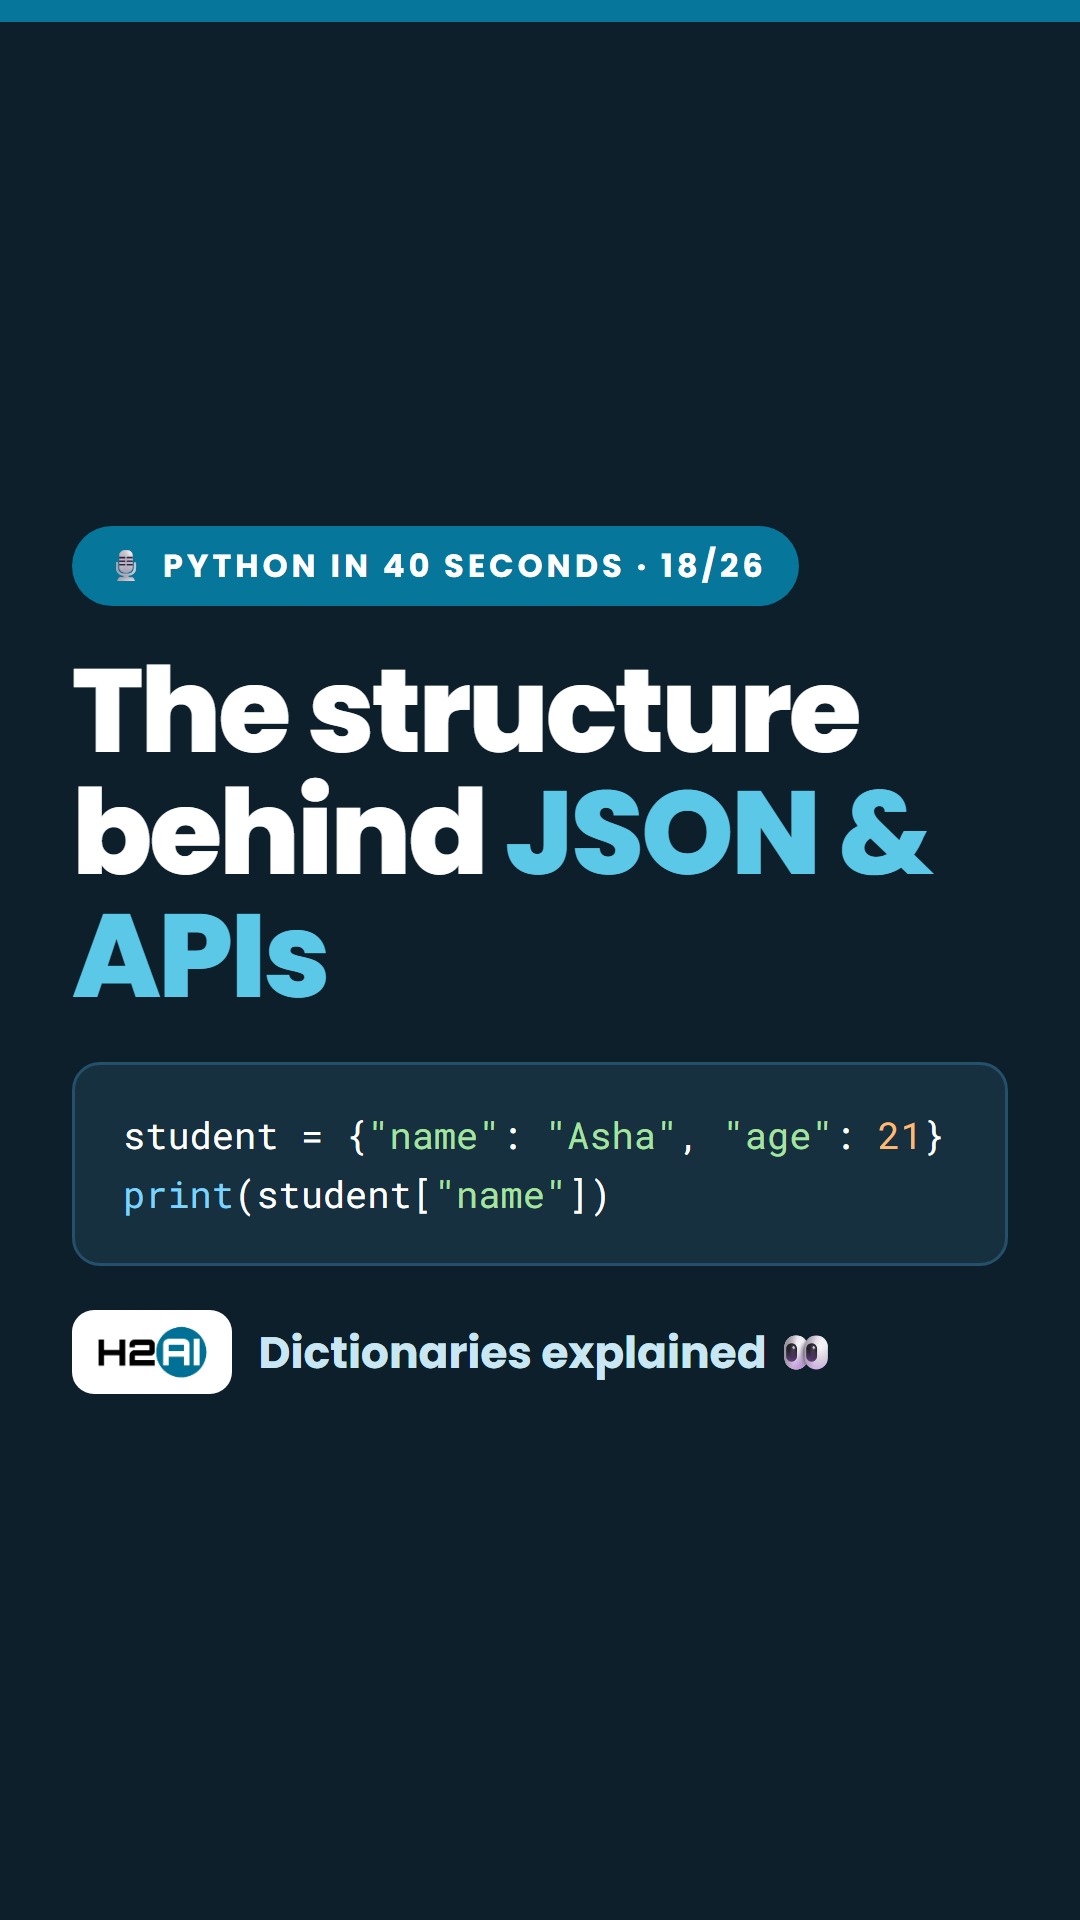 🎙️ PYTHON IN 40 SECONDS · 18/26
The structure
behind JSON &
APIs
student = {"name": "Asha", "age": 21}
print(student["name"])
H2AI Dictionaries explained 👀